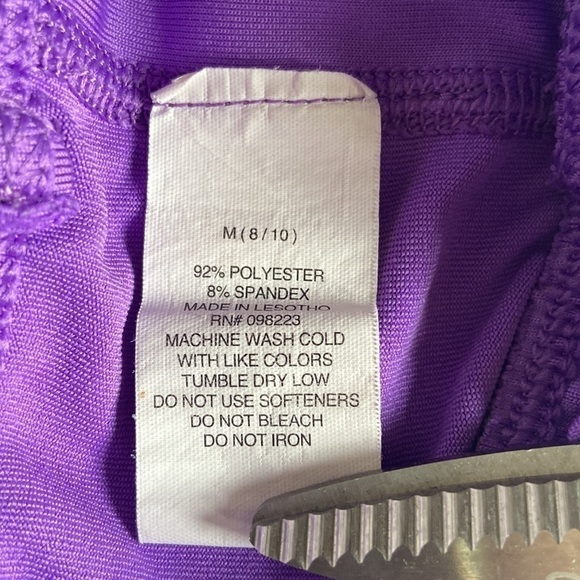 M (8/10)
92% POLYESTER
8% SPANDEX
MADE IN LESOTHO
RN# 098223
MACHINE WASH COLD
WITH LIKE COLORS
TUMBLE DRY LOW
DO NOT USE SOFTENERS
DO NOT BLEACH
DO NOT IRON